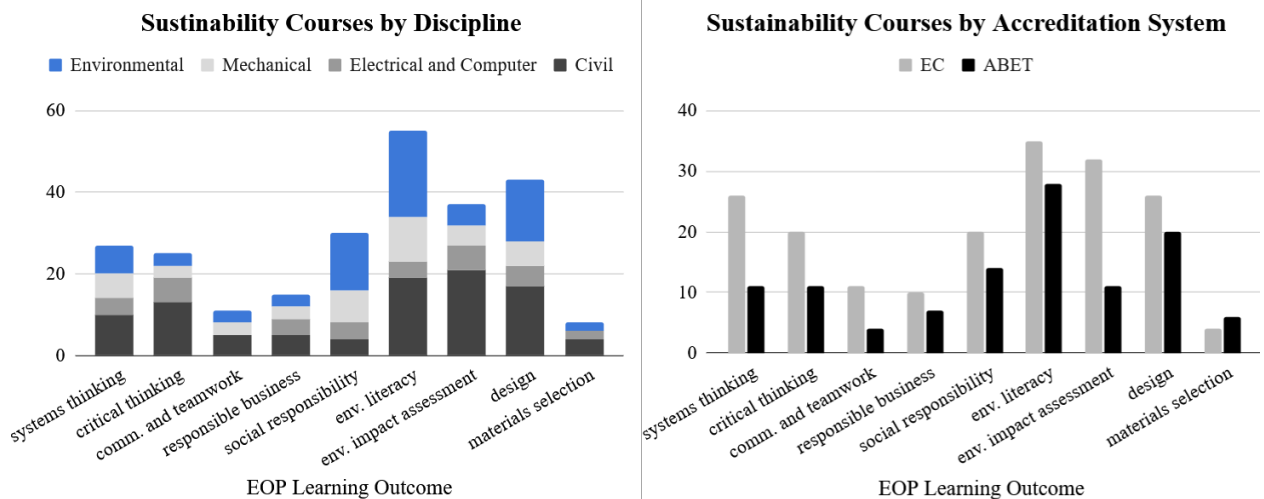 Sustinability Courses by Discipline
Environmental Mechanical Electrical and Computer Civil
60
40
20
0
systems thinking
critical thinking
comm. and teamwork
responsible business
social responsibility
env. literacy
env. impact assessment
design
materials selection
EOP Learning Outcome
Sustainability Courses by Accreditation System
EC ABET
40
30
20
10
0
systems thinking
critical thinking
comm. and teamwork
responsible business
social responsibility
env. literacy
env. impact assessment
design
materials selection
EOP Learning Outcome